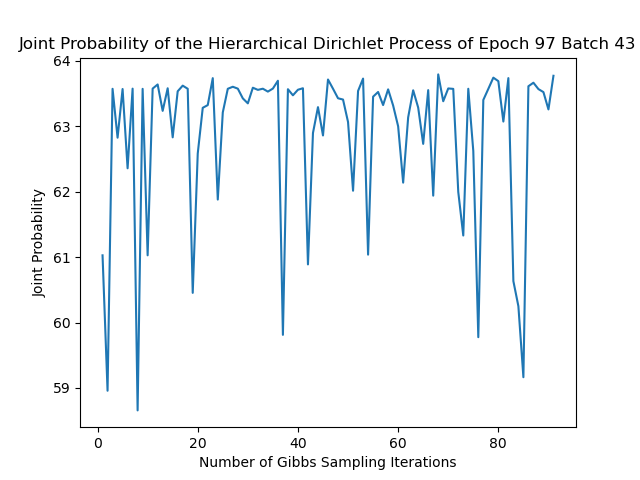 Joint Probability of the Hierarchical Dirichlet Process of Epoch 97 Batch 43
64
63
62
61
60
59
Joint Probability
0 20 40 60 80
Number of Gibbs Sampling Iterations